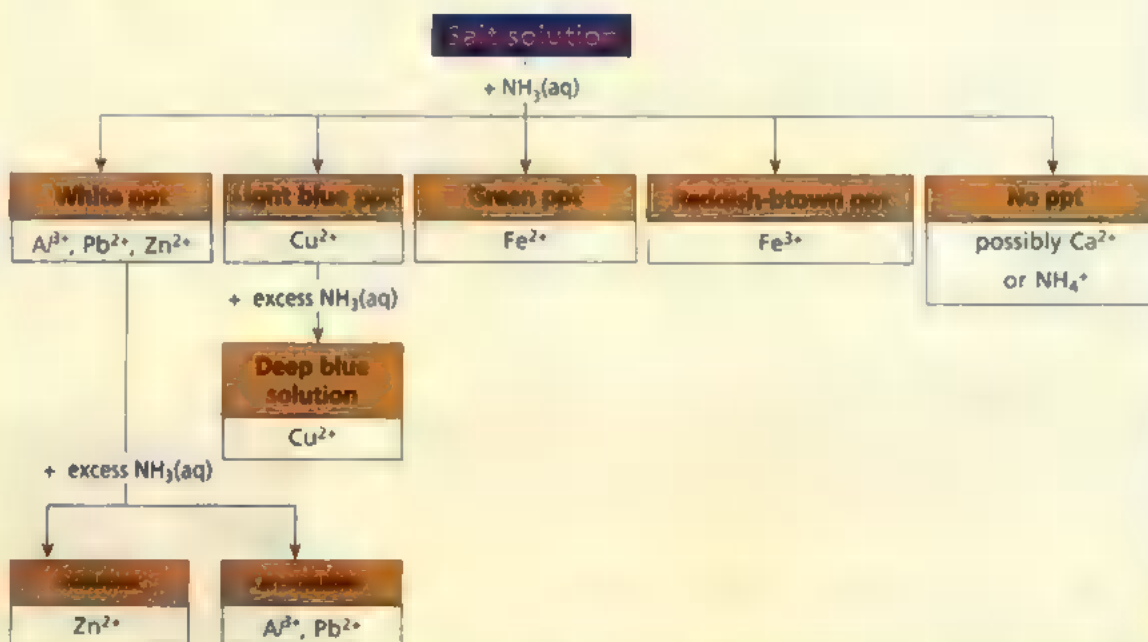 Salt solution
+ NH₃(aq)
White ppt
Light blue ppt
Green ppt
Reddish-brown ppt
No ppt
Al³⁺, Pb²⁺, Zn²⁺
Cu²⁺
Fe²⁺
Fe³⁺
possibly Ca²⁺
or NH₄⁺
+ excess NH₃(aq)
Deep blue
solution
Cu²⁺
+ excess NH₃(aq)
Zn²⁺
Al³⁺, Pb²⁺